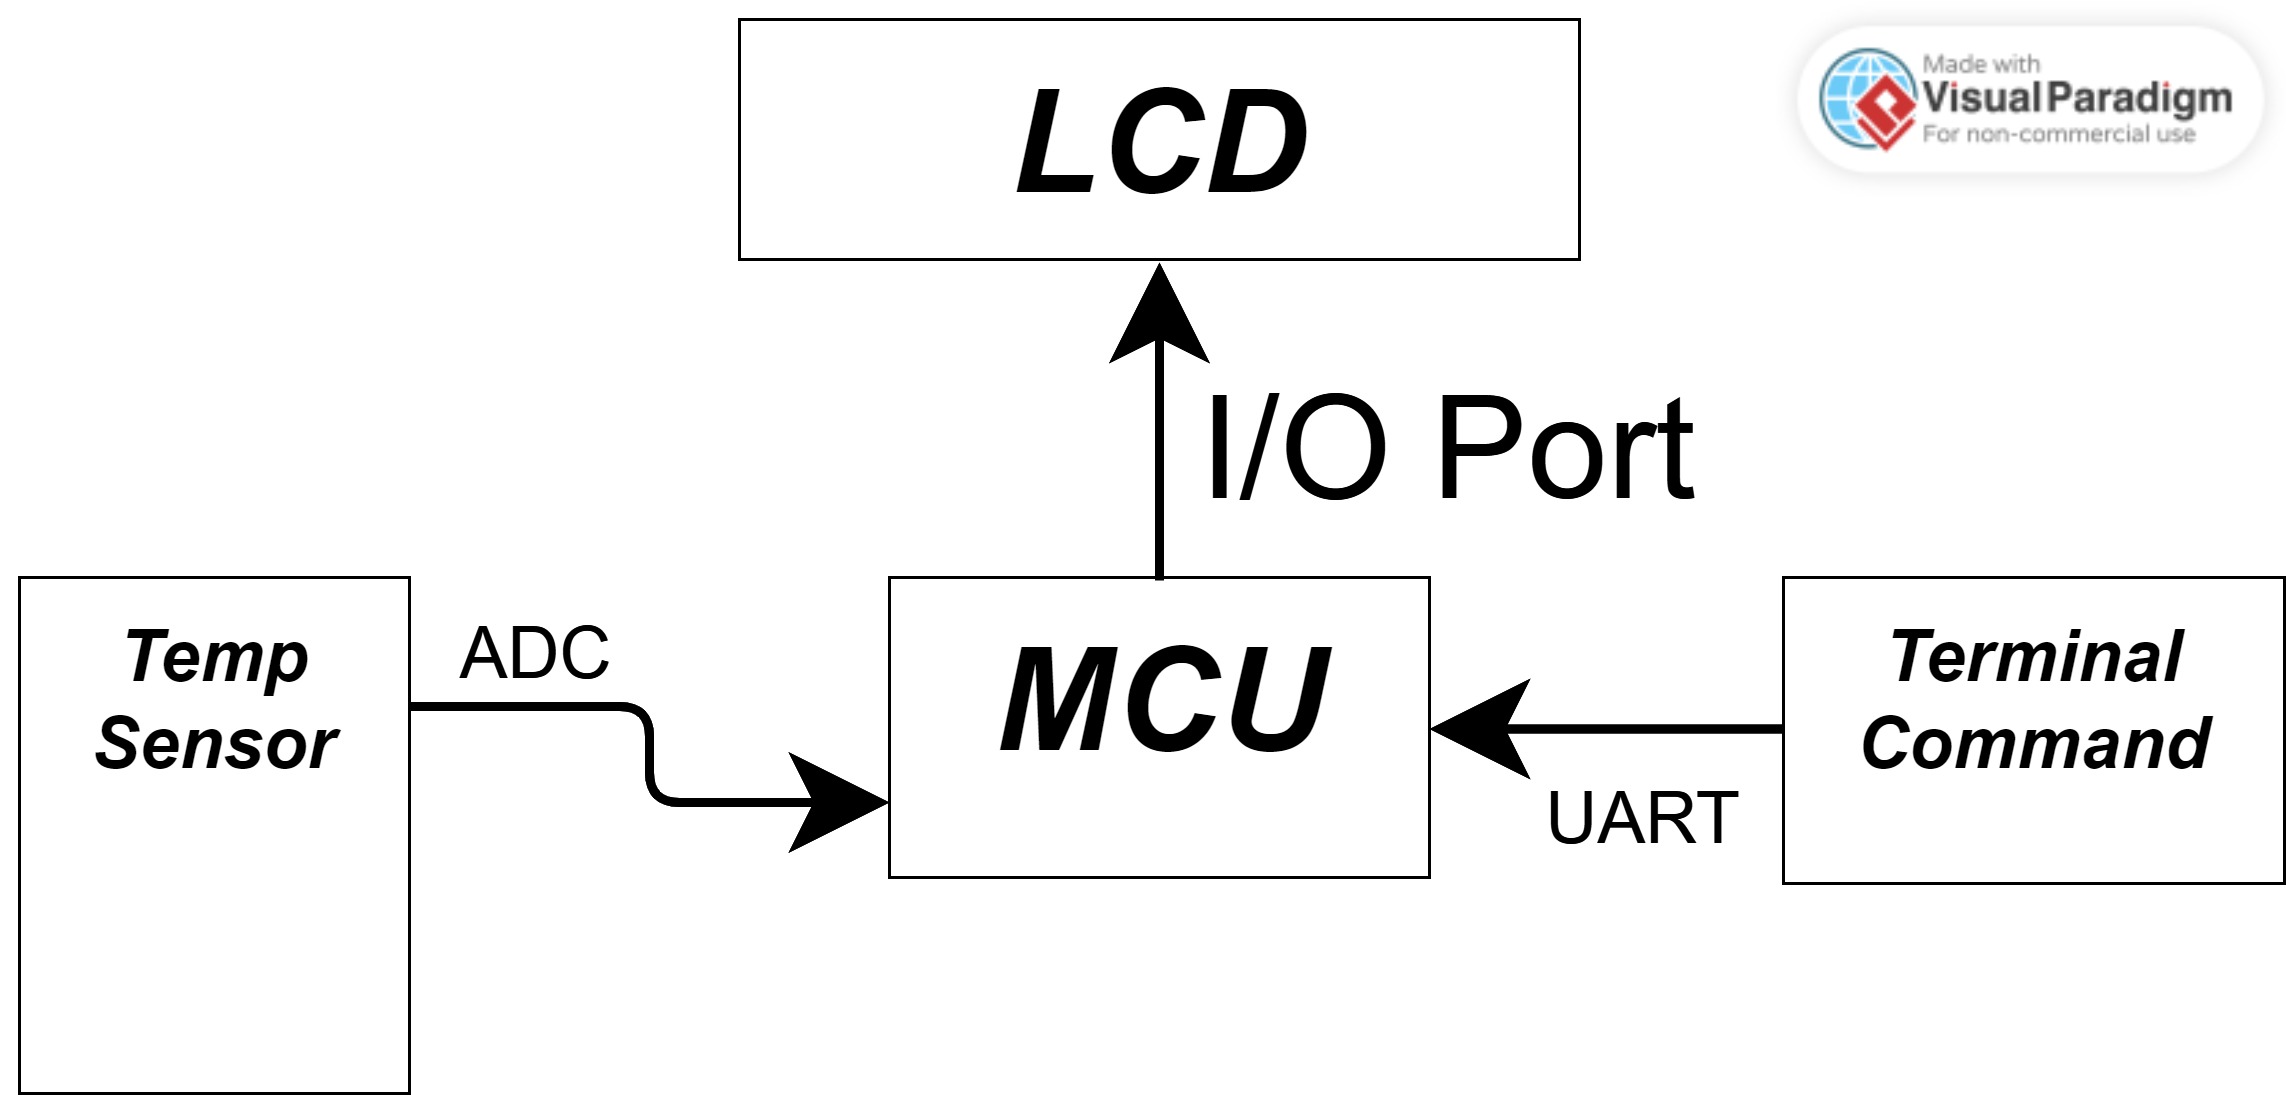 LCD
Made with
Visual Paradigm
For non-commercial use
I/O Port
Temp
Sensor
ADC
MCU
Terminal
Command
UART